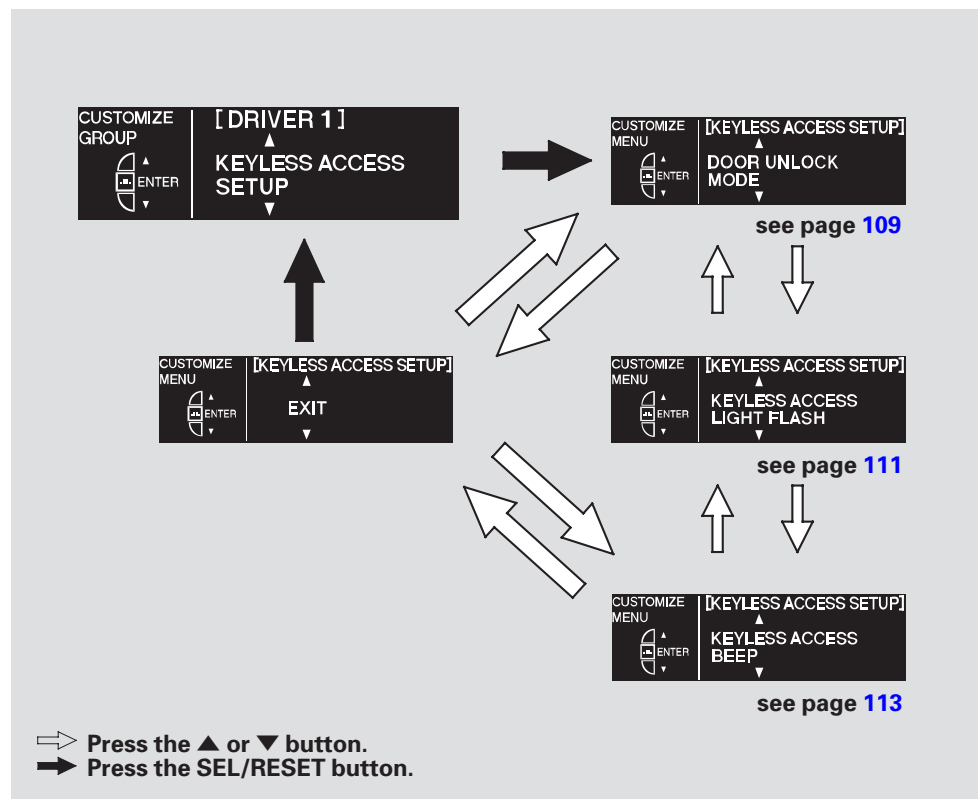 CUSTOMIZE
GROUP
ENTER
[DRIVER 1]
▲
KEYLESS ACCESS
SETUP
▼
CUSTOMIZE
MENU
▲
ENTER
▼
[KEYLESS ACCESS SETUP]
▲
DOOR UNLOCK
MODE
▼
see page 109
CUSTOMIZE
MENU
▲
ENTER
▼
[KEYLESS ACCESS SETUP]
▲
EXIT
▼
CUSTOMIZE
MENU
▲
ENTER
▼
[KEYLESS ACCESS SETUP]
▲
KEYLESS ACCESS
LIGHT FLASH
▼
see page 111
CUSTOMIZE
MENU
▲
ENTER
▼
[KEYLESS ACCESS SETUP]
▲
KEYLESS ACCESS
BEEP
▼
see page 113
Press the ▲ or ▼ button.
Press the SEL/RESET button.